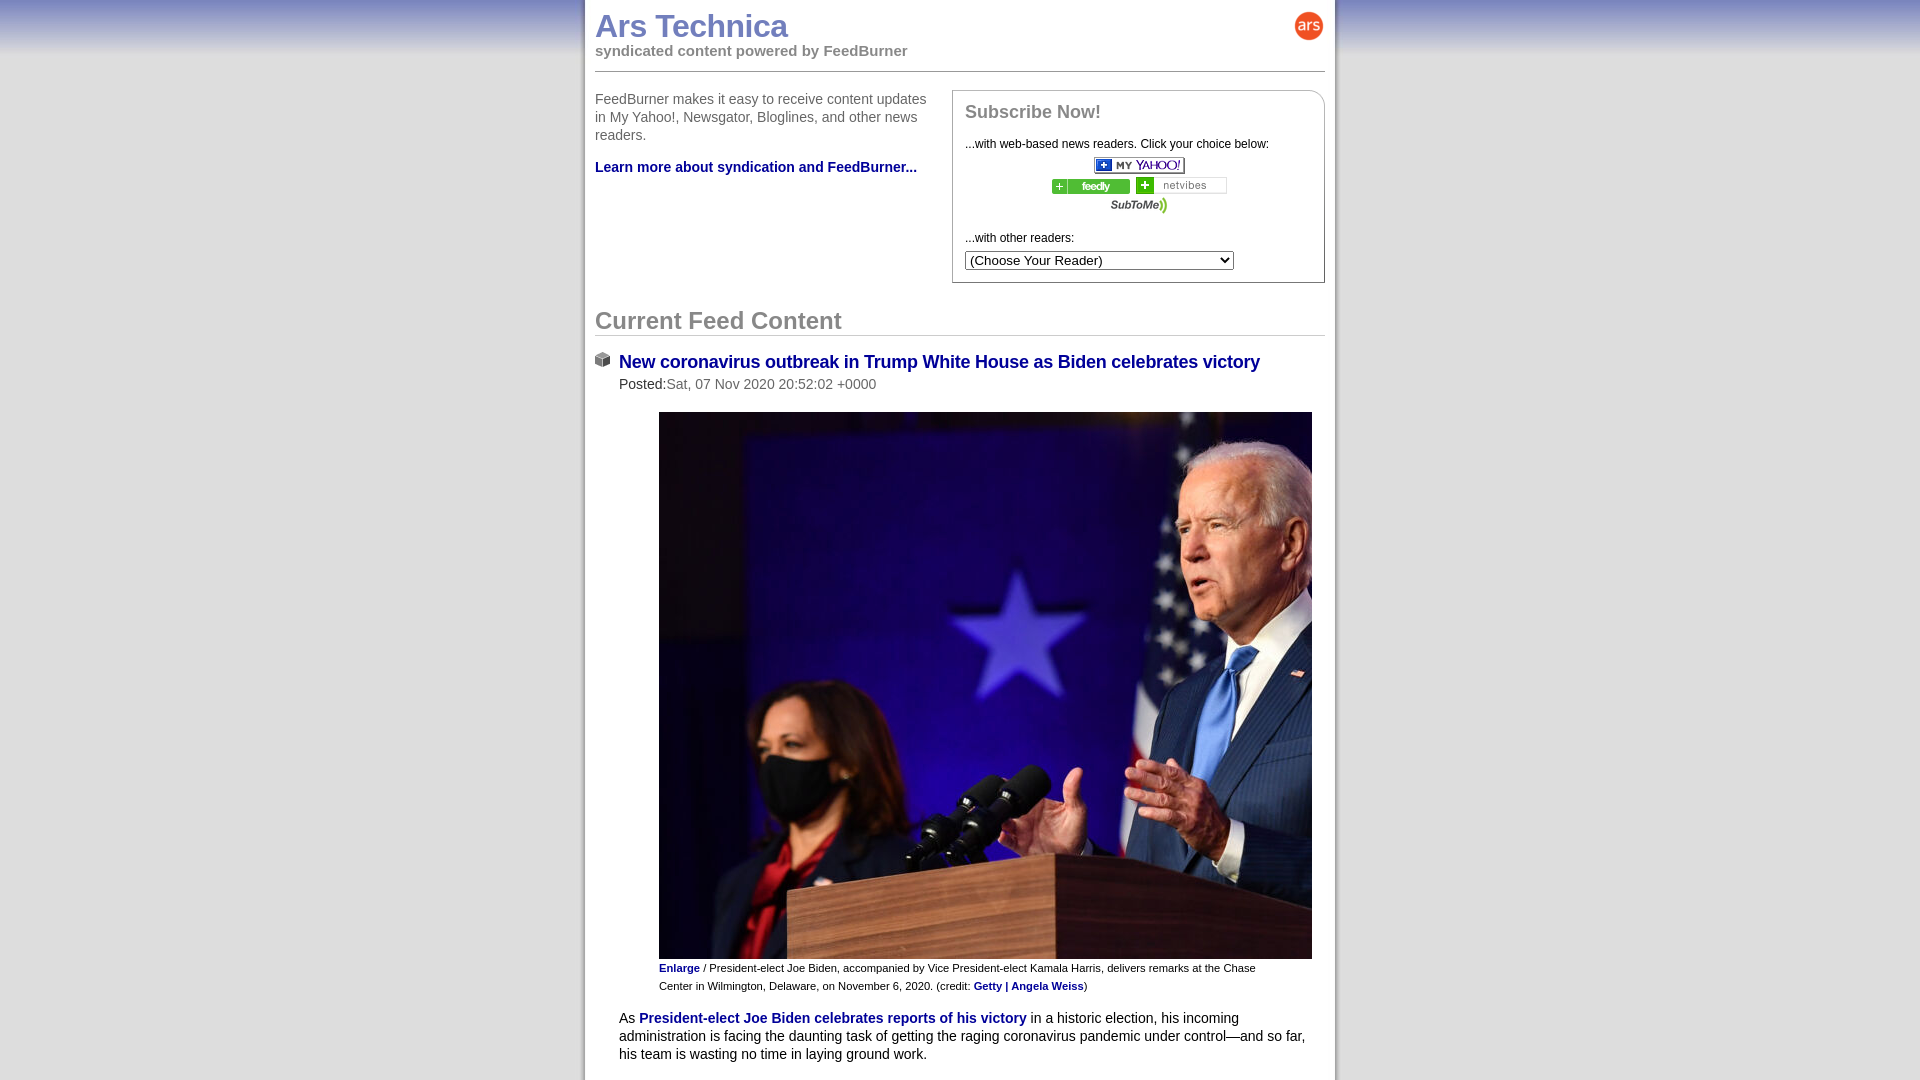 Ars Technica
ars
syndicated content powered by FeedBurner
FeedBurner makes it easy to receive content updates
in My Yahoo!, Newsgator, Bloglines, and other news
readers.
Learn more about syndication and FeedBurner...
Subscribe Now!
...with web-based news readers. Click your choice below:
MY YAHOO!
feedly
netvibes
SubToMe
...with other readers:
(Choose Your Reader)
Current Feed Content
New coronavirus outbreak in Trump White House as Biden celebrates victory
Posted:Sat, 07 Nov 2020 20:52:02 +0000
Enlarge / President-elect Joe Biden, accompanied by Vice President-elect Kamala Harris, delivers remarks at the Chase
Center in Wilmington, Delaware, on November 6, 2020. (credit: Getty | Angela Weiss)
As President-elect Joe Biden celebrates reports of his victory in a historic election, his incoming
administration is facing the daunting task of getting the raging coronavirus pandemic under control—and so far,
his team is wasting no time in laying ground work.